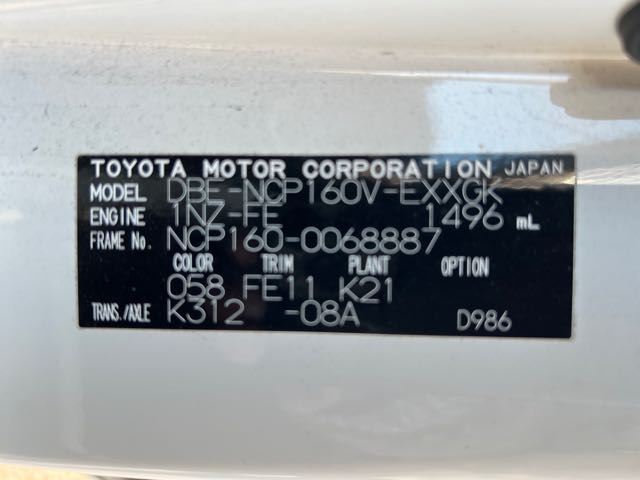 TOYOTA MOTOR CORPORATION JAPAN
MODEL DBE-NCP160V-EXXGK
ENGINE 1NZ-FE 1496 mL
FRAME No. NCP160-0068887
COLOR TRIM PLANT OPTION
058 FE11 K21
TRANS./AXLE K312 -08A D986